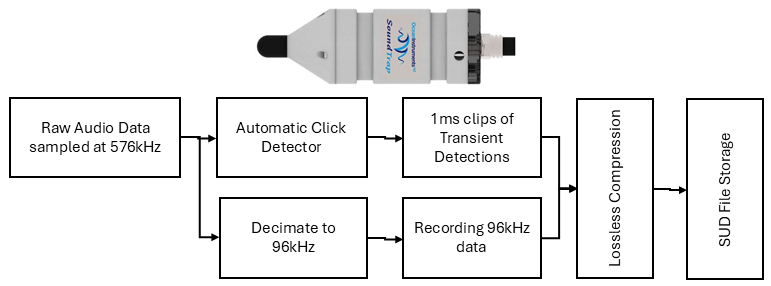 Ocean Instruments NZ
SoundTrap
Raw Audio Data
sampled at 576kHz
Automatic Click
Detector
1ms clips of
Transient
Detections
Decimate to
96kHz
Recording 96kHz
data
Lossless Compression
SUD File Storage